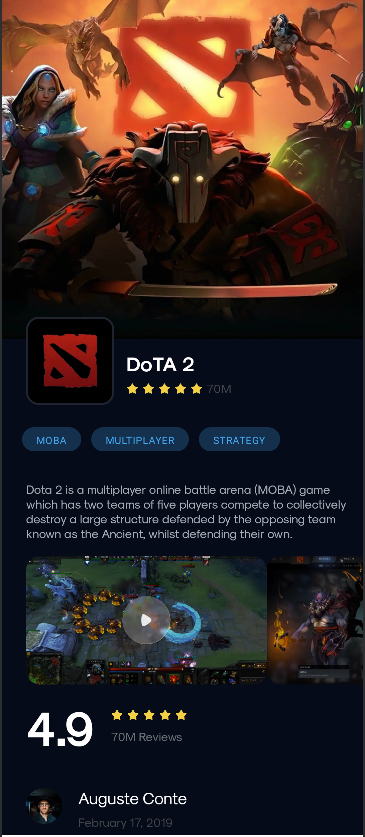 DoTA 2
70M
MOBA
MULTIPLAYER
STRATEGY
Dota 2 is a multiplayer online battle arena (MOBA) game
which has two teams of five players compete to collectively
destroy a large structure defended by the opposing team
known as the Ancient, whilst defending their own.
4.9
70M Reviews
Auguste Conte
February 17, 2019